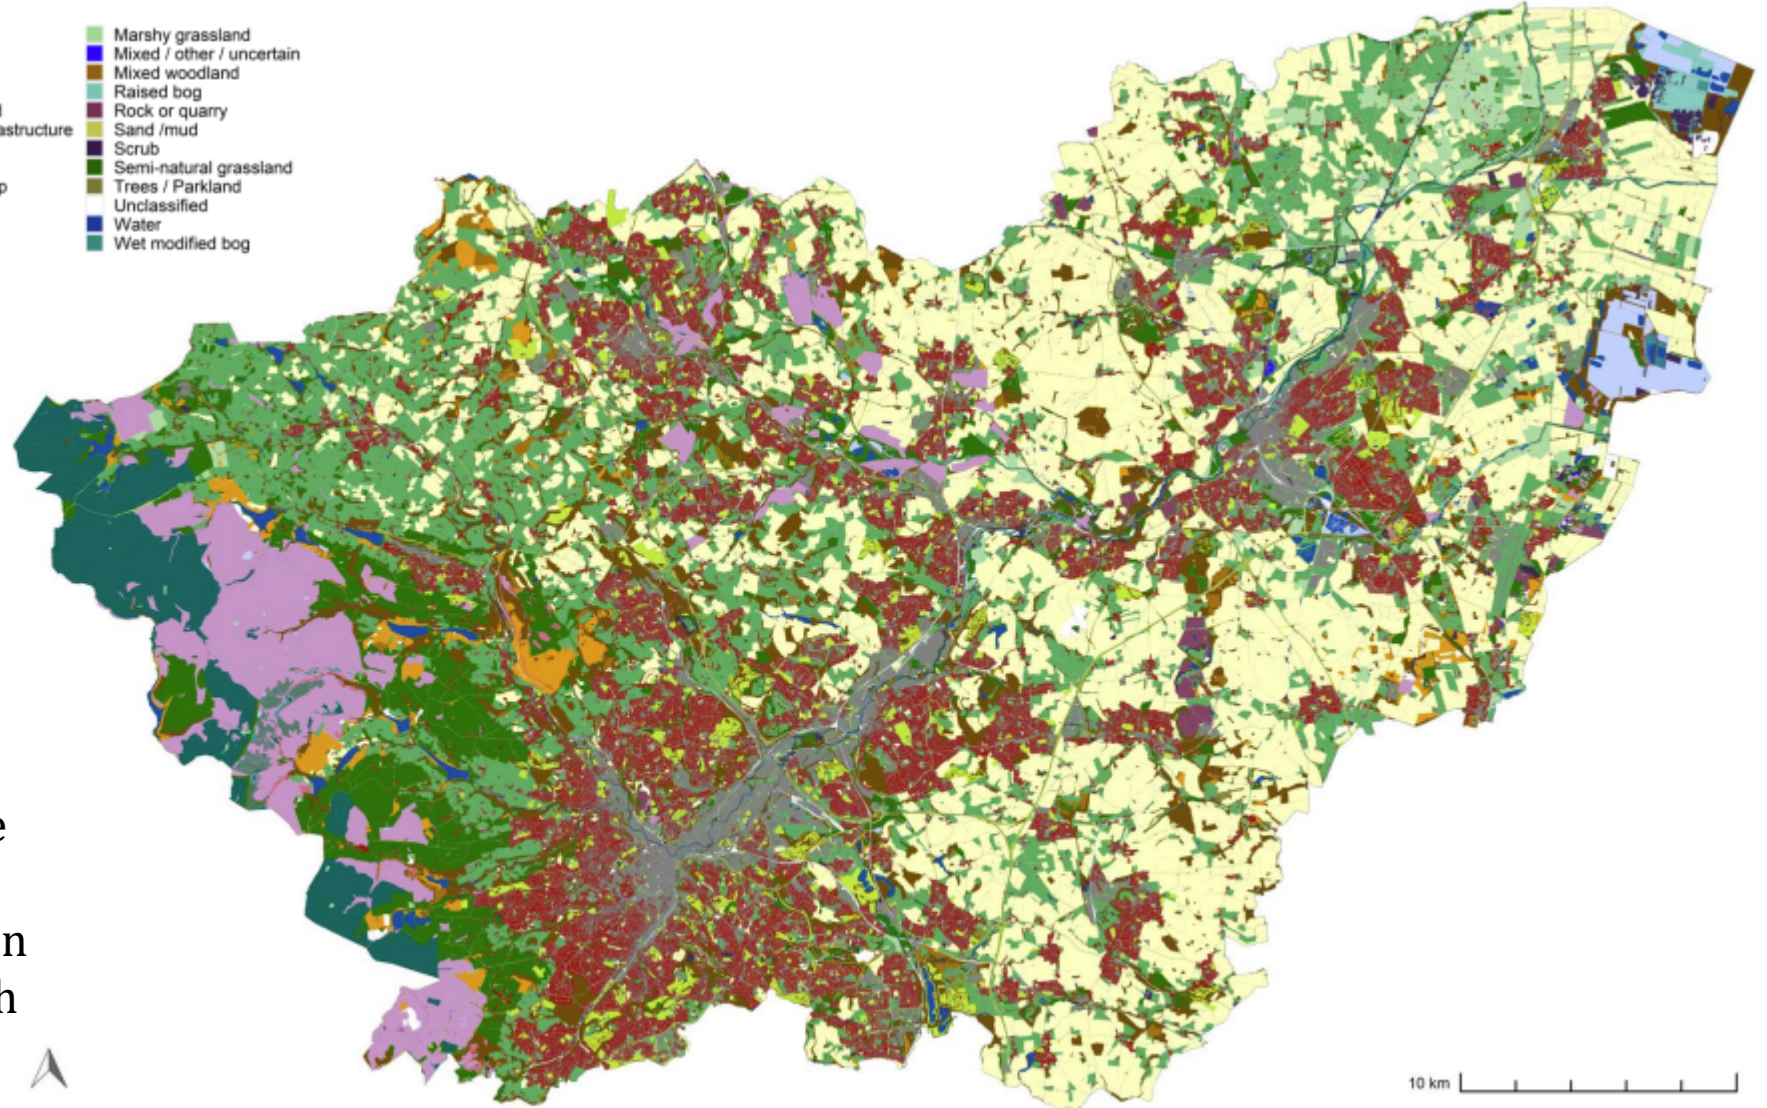 Marshy grassland
Mixed / other / uncertain
Mixed woodland
Raised bog
Rock or quarry
astructure
Sand /mud
Scrub
Semi-natural grassland
p
Trees / Parkland
Unclassified
Water
Wet modified bog
e
n
h
10 km